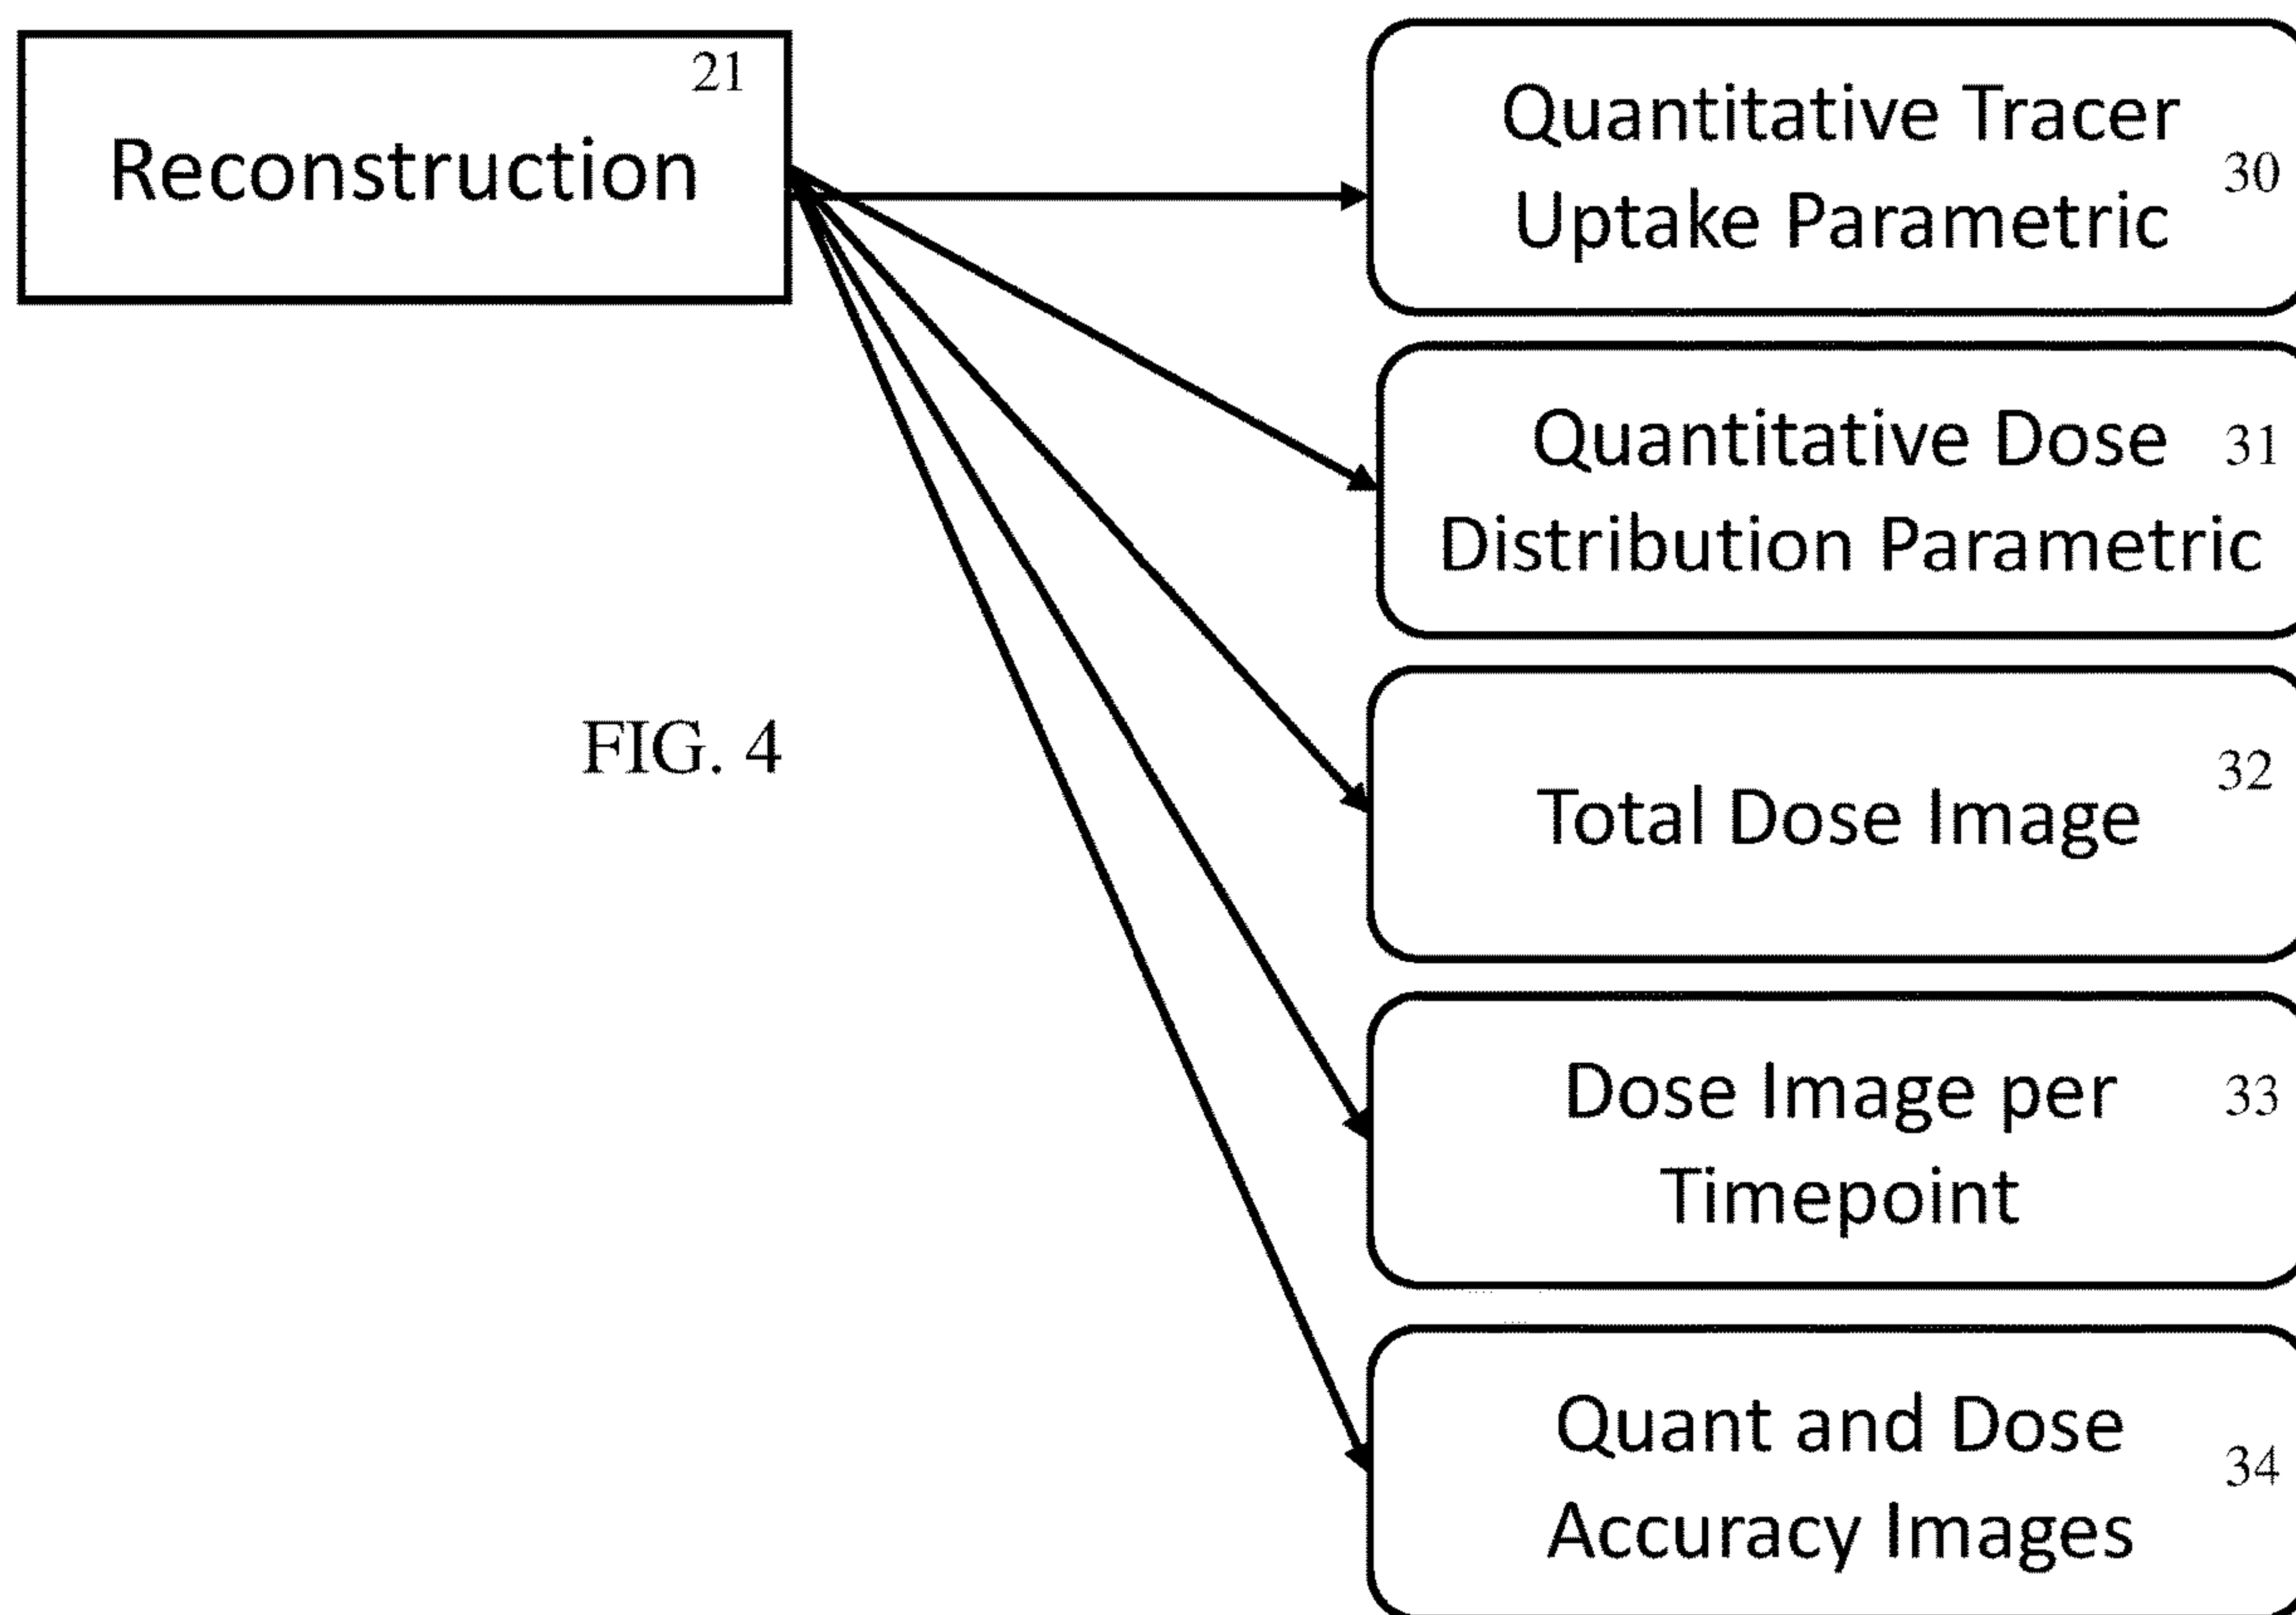 21
Reconstruction
Quantitative Tracer
30
Uptake Parametric
Quantitative Dose 31
Distribution Parametric
FIG. 4
32
Total Dose Image
Dose Image per 33
Timepoint
Quant and Dose
34
Accuracy Images